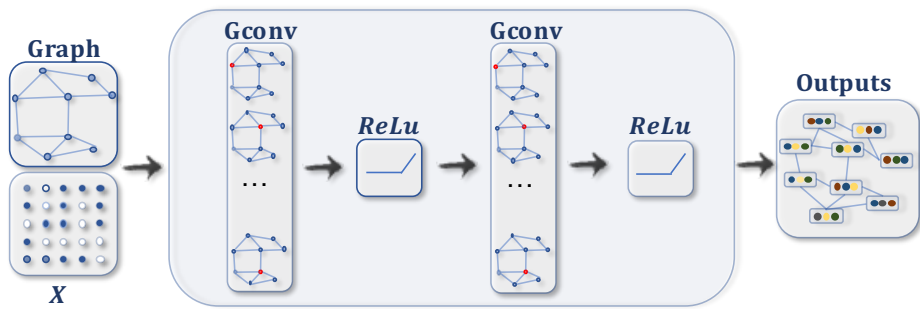 Graph
X
Gconv
...
ReLu
Gconv
...
ReLu
Outputs